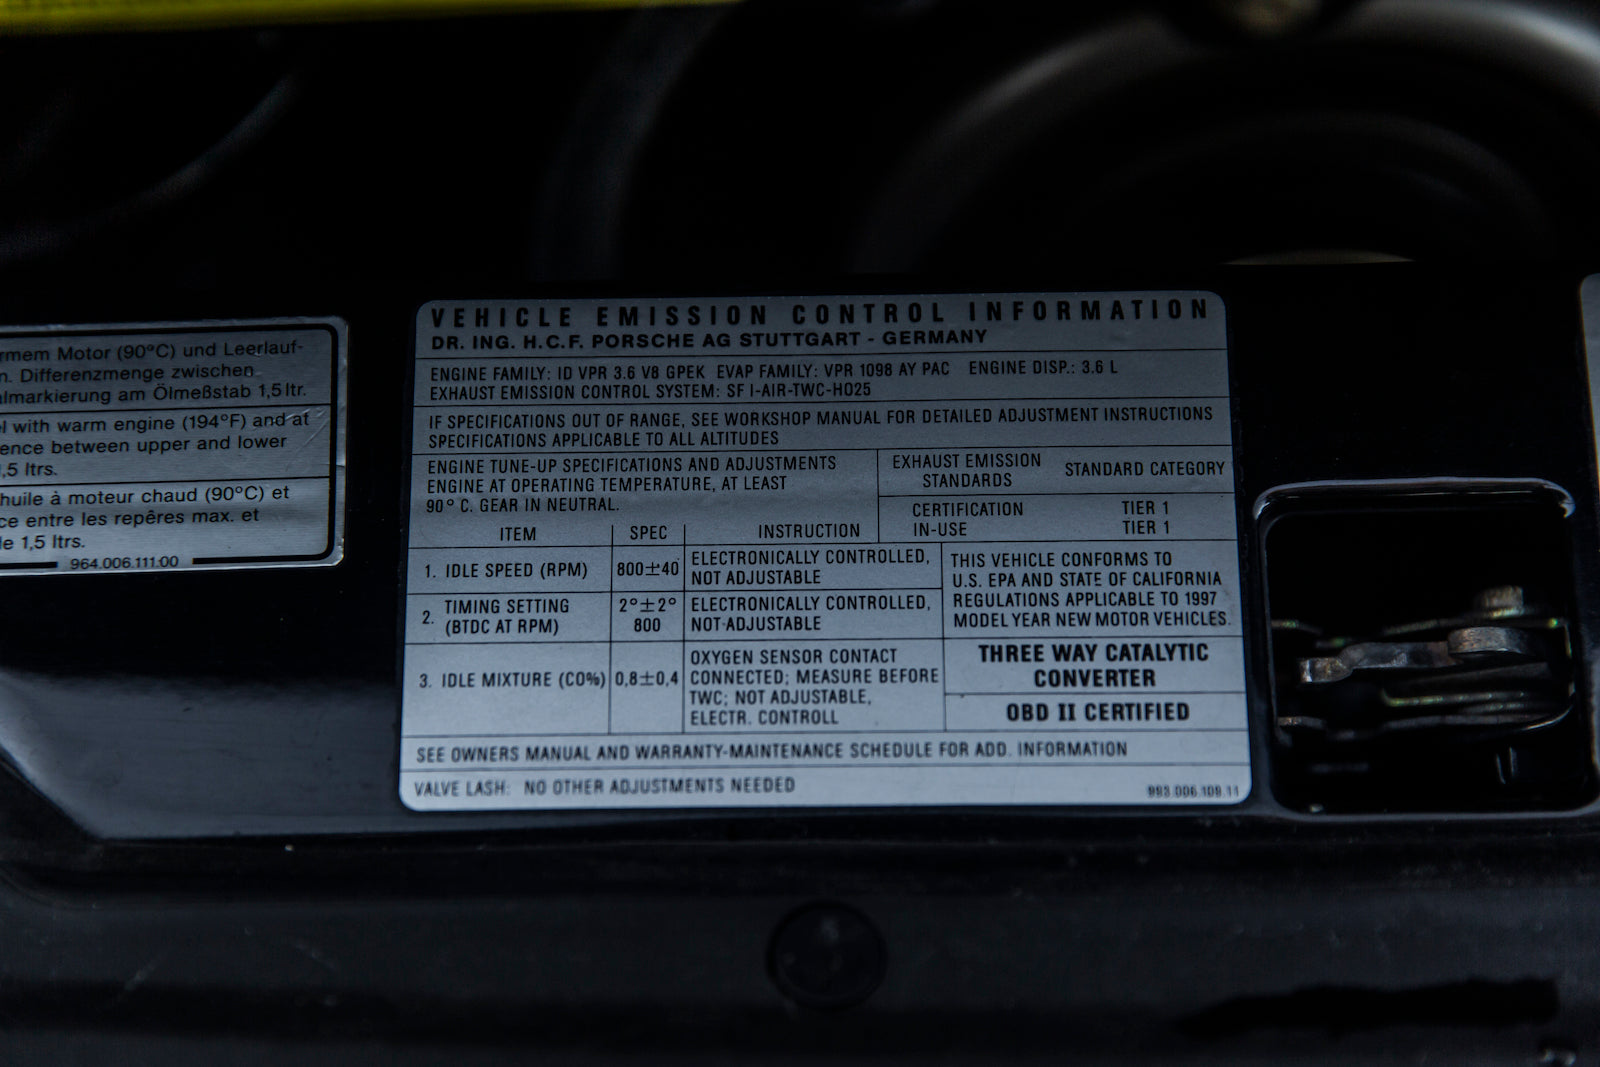 rmem Motor (90°C) und Leerlauf-
n. Differenzmenge zwischen
lmarkierung am Ölmeßstab 1,5 ltr.
l with warm engine (194°F) and at
ence between upper and lower
,5 ltrs.
huile à moteur chaud (90°C) et
ce entre les repêres max. et
le 1,5 ltrs.
964.006.111.00
VEHICLE EMISSION CONTROL INFORMATION
DR. ING. H.C.F. PORSCHE AG STUTTGART - GERMANY
ENGINE FAMILY: ID VPR 3.6 V8 GPEK EVAP FAMILY: VPR 1098 AY PAC ENGINE DISP.: 3.6 L
EXHAUST EMISSION CONTROL SYSTEM: SF I-AIR-TWC-HO25
IF SPECIFICATIONS OUT OF RANGE, SEE WORKSHOP MANUAL FOR DETAILED ADJUSTMENT INSTRUCTIONS
SPECIFICATIONS APPLICABLE TO ALL ALTITUDES
ENGINE TUNE-UP SPECIFICATIONS AND ADJUSTMENTS
ENGINE AT OPERATING TEMPERATURE, AT LEAST
90° C. GEAR IN NEUTRAL.
EXHAUST EMISSION STANDARD CATEGORY
STANDARDS
CERTIFICATION TIER 1
IN-USE TIER 1
ITEM SPEC INSTRUCTION
1. IDLE SPEED (RPM) 800±40 ELECTRONICALLY CONTROLLED,
NOT ADJUSTABLE
2. TIMING SETTING 2°±2° ELECTRONICALLY CONTROLLED,
(BTDC AT RPM) 800 NOT ADJUSTABLE
3. IDLE MIXTURE (CO%) 0,8±0,4 OXYGEN SENSOR CONTACT
CONNECTED; MEASURE BEFORE
TWC; NOT ADJUSTABLE,
ELECTR. CONTROLL
THIS VEHICLE CONFORMS TO
U.S. EPA AND STATE OF CALIFORNIA
REGULATIONS APPLICABLE TO 1997
MODEL YEAR NEW MOTOR VEHICLES.
THREE WAY CATALYTIC
CONVERTER
OBD II CERTIFIED
SEE OWNERS MANUAL AND WARRANTY-MAINTENANCE SCHEDULE FOR ADD. INFORMATION
VALVE LASH: NO OTHER ADJUSTMENTS NEEDED
993.006.109.11